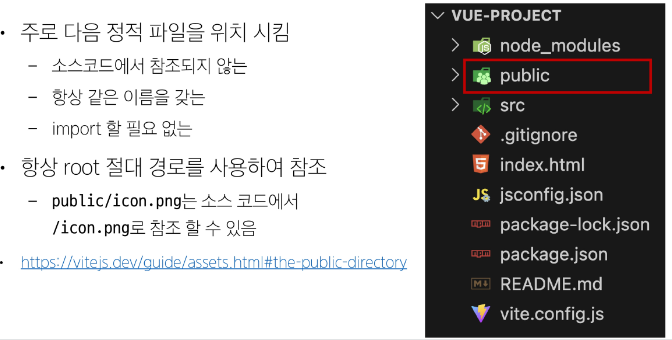 • 주로 다음 정적 파일을 위치 시킴
– 소스코드에서 참조되지 않는
– 항상 같은 이름을 갖는
– import 할 필요 없는
• 항상 root 절대 경로를 사용하여 참조
– public/icon.png는 소스 코드에서
/icon.png로 참조 할 수 있음
• https://vitejs.dev/guide/assets.html#the-public-directory
VUE-PROJECT
node_modules
public
src
.gitignore
index.html
JS jsconfig.json
package-lock.json
package.json
README.md
vite.config.js